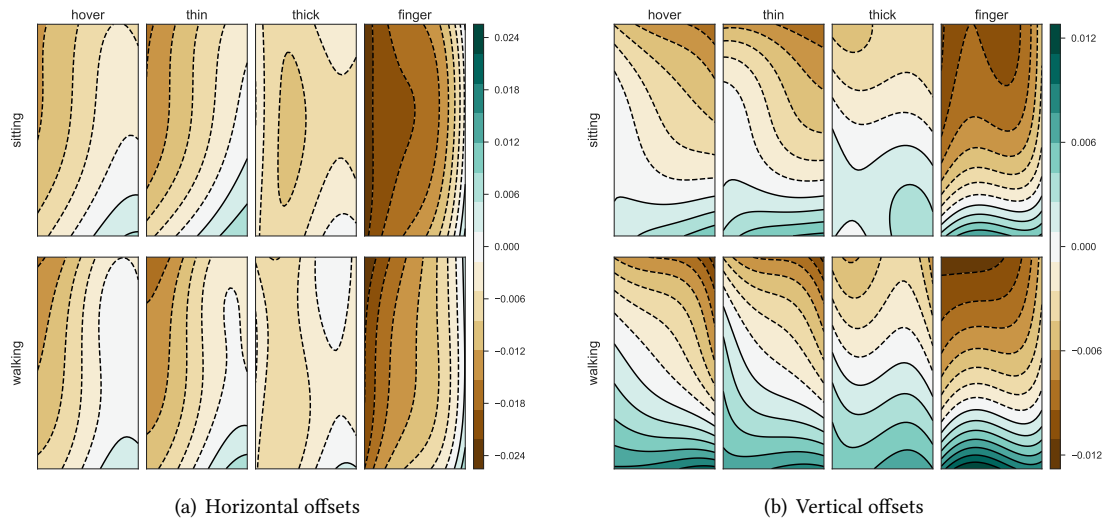 hover thin thick finger
sitting
walking
0.024
0.018
0.012
0.006
0.000
−0.006
−0.012
−0.018
−0.024
(a) Horizontal offsets
hover thin thick finger
sitting
walking
0.012
0.006
0.000
−0.006
−0.012
(b) Vertical offsets